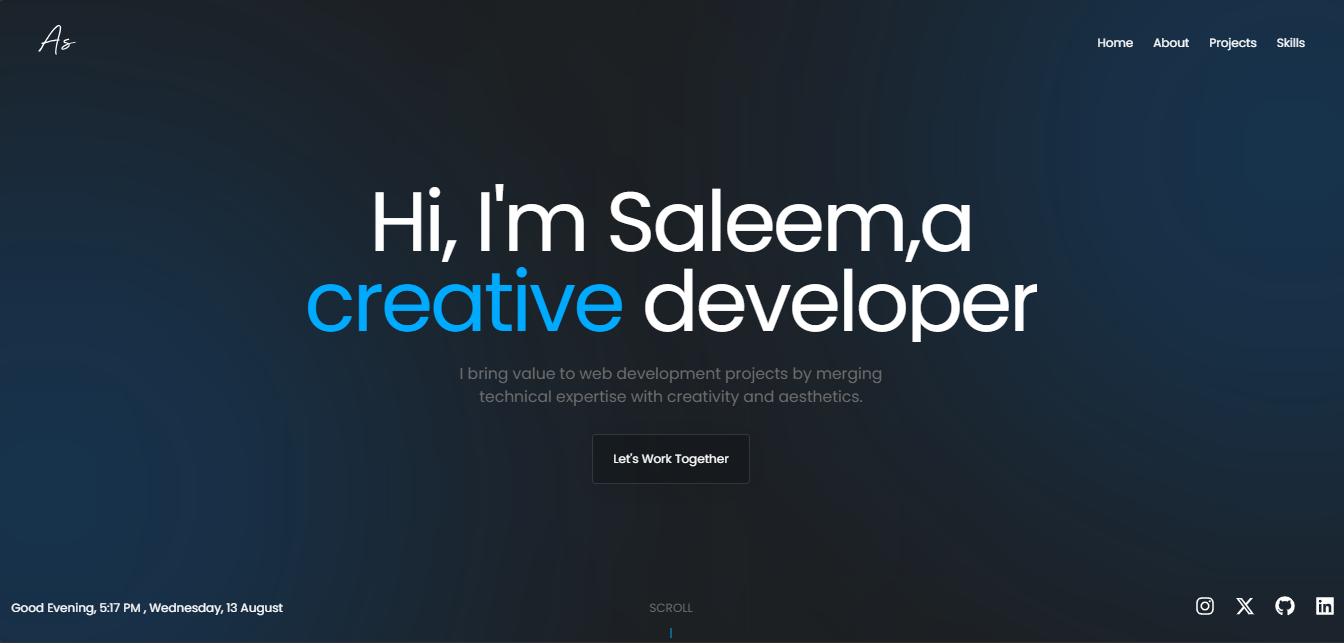 As
Home About Projects Skills
Hi, I'm Saleem,a
creative developer
I bring value to web development projects by merging
technical expertise with creativity and aesthetics.
Let's Work Together
Good Evening, 5:17 PM , Wednesday, 13 August
SCROLL